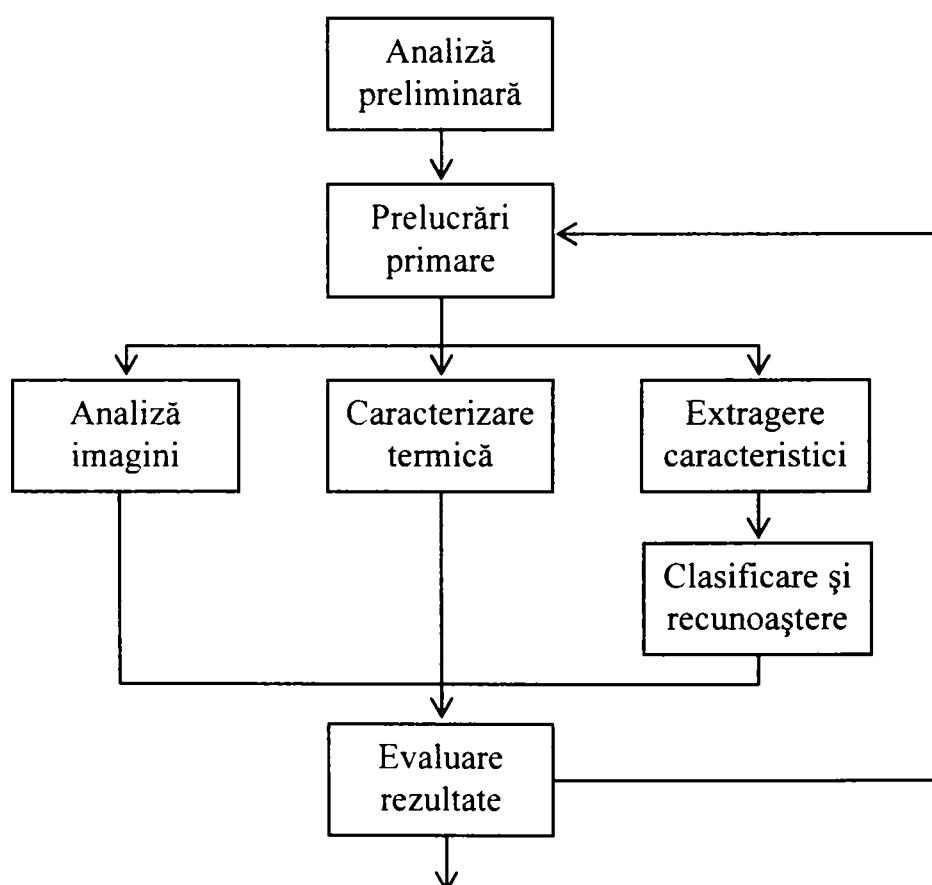 Analiză
preliminară
Prelucrări
primare
Analiză
imagini
Caracterizare
termică
Extragere
caracteristici
Clasificare şi
recunoaştere
Evaluare
rezultate